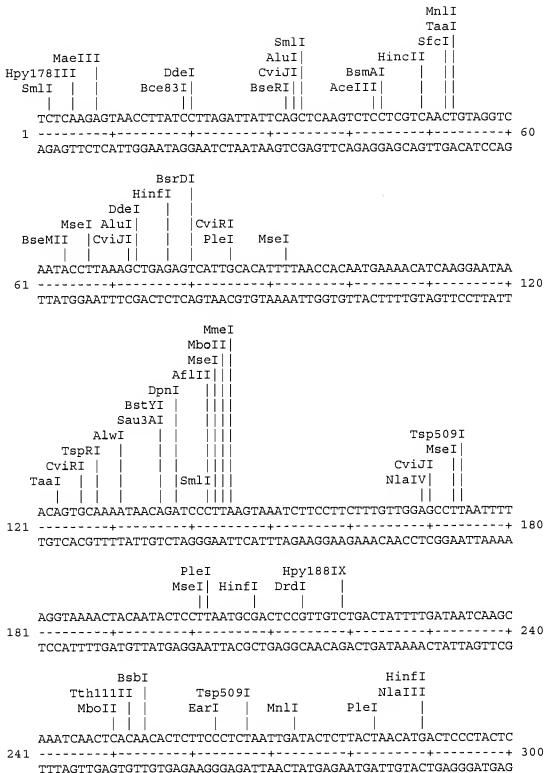 MnlI
SmlI TaaI
MaeIII AluI SfcI
Hpy178III DdeI CviJI BsmAI HincII
SmlI Bce83I BseRI AceIII
TCTCAAGAGTAACCTTATCCTTAGATTATTCAGCTCAAGTCTCCTCGTCAACTGTAGGTC
1 ---------+---------+---------+---------+---------+---------+ 60
AGAGTTCTCATTGGAATAGGAATCTAATAAGTCGAGTTCAGAGGAGCAGTTGACATCCAG
BsrDI
HinfI
DdeI
MseI AluI CviRI
BseMII CviJI PleI MseI
AATACCTTAAAGCTGAGAGTCATTGCACATTTTAACCACAATGAAAACATCAAGGAATAA
61 ---------+---------+---------+---------+---------+---------+ 120
TTATGGAATTTCGACTCTCAGTAACGTGTAAAATTGGTGTTACTTTTGTAGTTCCTTATT
MmeI
MboII
MseI
AflII
DpnI
BstYI
Sau3AI
AlwI Tsp509I
TspRI MseI
CviRI CviJI
TaaI SmlI NlaIV
ACAGTGCAAAATAACAGATCCCTTAAGTAAATCTTCCTTCTTTGTTGGAGCCTTAATTTT
121 ---------+---------+---------+---------+---------+---------+ 180
TGTCACGTTTTATTGTCTAGGGAATTCATTTAGAAGGAAGAAACAACCTCGGAATTAAAA
PleI Hpy188IX
MseI HinfI DrdI
AGGTAAAACTACAATACTCCTTAATGCGACTCCGTTGTCTGACTATTTTGATAATCAAGC
181 ---------+---------+---------+---------+---------+---------+ 240
TCCATTTTGATGTTATGAGGAATTACGCTGAGGCAACAGACTGATAAAACTATTAGTTCG
BsbI HinfI
Tth111II Tsp509I NlaIII
MboII EarI MnlI PleI
AAATCAACTCACAACACTCTTCCCTCTAATTGATACTCTTACTAACATGACTCCCTACTC
241 ---------+---------+---------+---------+---------+---------+ 300
TTTAGTTGAGTGTTGTGAGAAGGGAGATTAACTATGAGAATGATTGTACTGAGGGATGAG